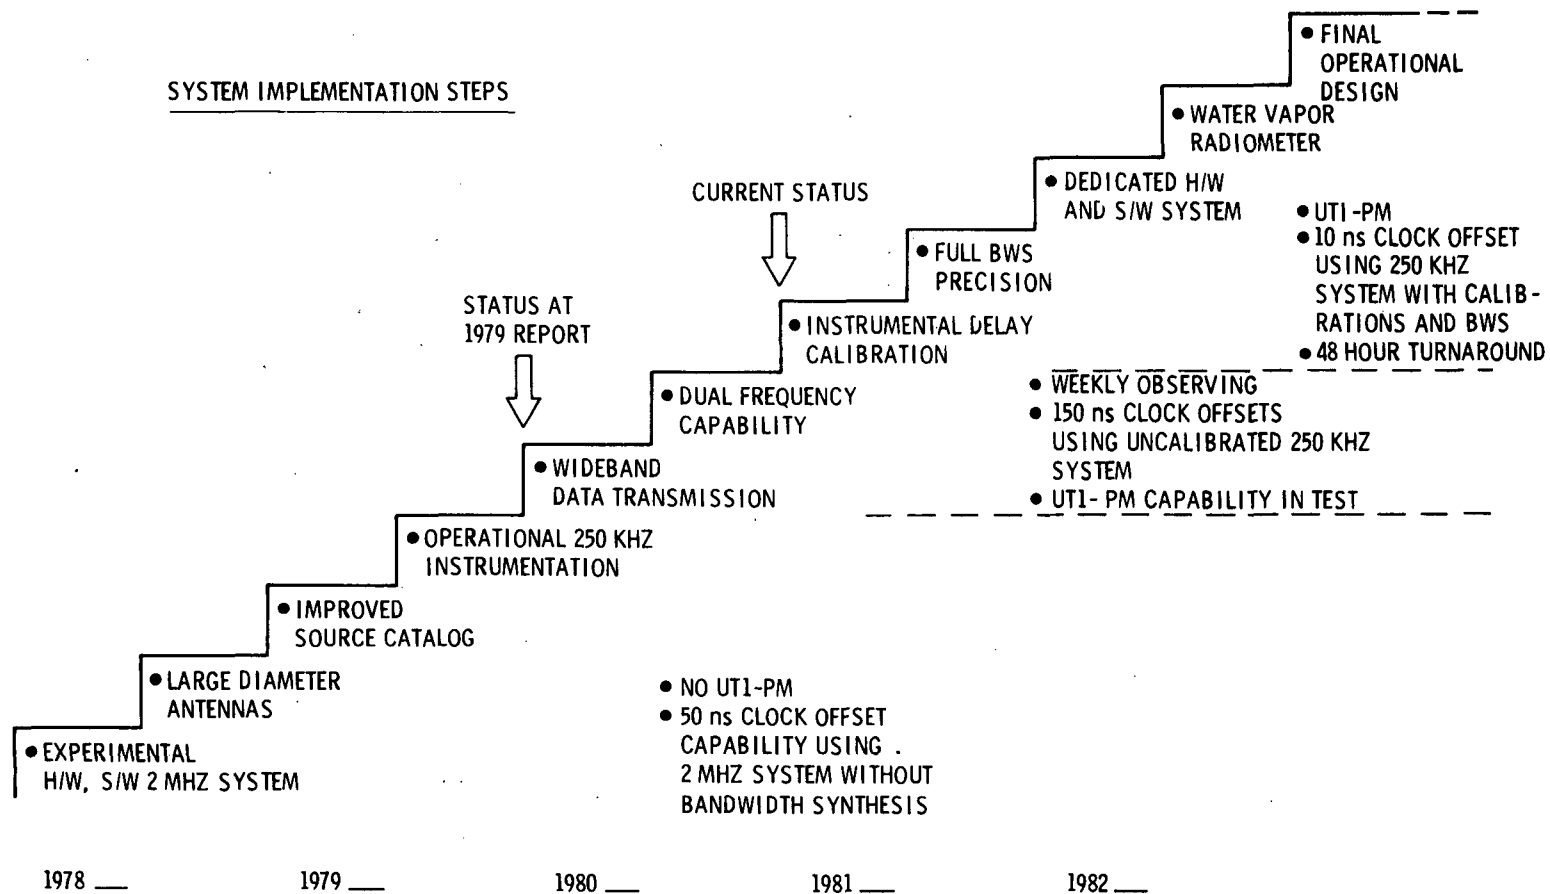 SYSTEM IMPLEMENTATION STEPS
● FINAL
OPERATIONAL
DESIGN
● WATER VAPOR
RADIOMETER
● DEDICATED H/W
AND S/W SYSTEM
CURRENT STATUS
● FULL BWS
PRECISION
● UT1-PM
● 10 ns CLOCK OFFSET
USING 250 KHZ
SYSTEM WITH CALIB-
RATIONS AND BWS
● 48 HOUR TURNAROUND
STATUS AT
1979 REPORT
● INSTRUMENTAL DELAY
CALIBRATION
● DUAL FREQUENCY
CAPABILITY
● WEEKLY OBSERVING
● 150 ns CLOCK OFFSETS
USING UNCALIBRATED 250 KHZ
SYSTEM
● UT1-PM CAPABILITY IN TEST
● WIDEBAND
DATA TRANSMISSION
● OPERATIONAL 250 KHZ
INSTRUMENTATION
● IMPROVED
SOURCE CATALOG
● LARGE DIAMETER
ANTENNAS
● NO UT1-PM
● 50 ns CLOCK OFFSET
CAPABILITY USING
2 MHZ SYSTEM WITHOUT
BANDWIDTH SYNTHESIS
● EXPERIMENTAL
H/W, S/W 2 MHZ SYSTEM
1978 __ 1979 __ 1980 __ 1981 __ 1982 __